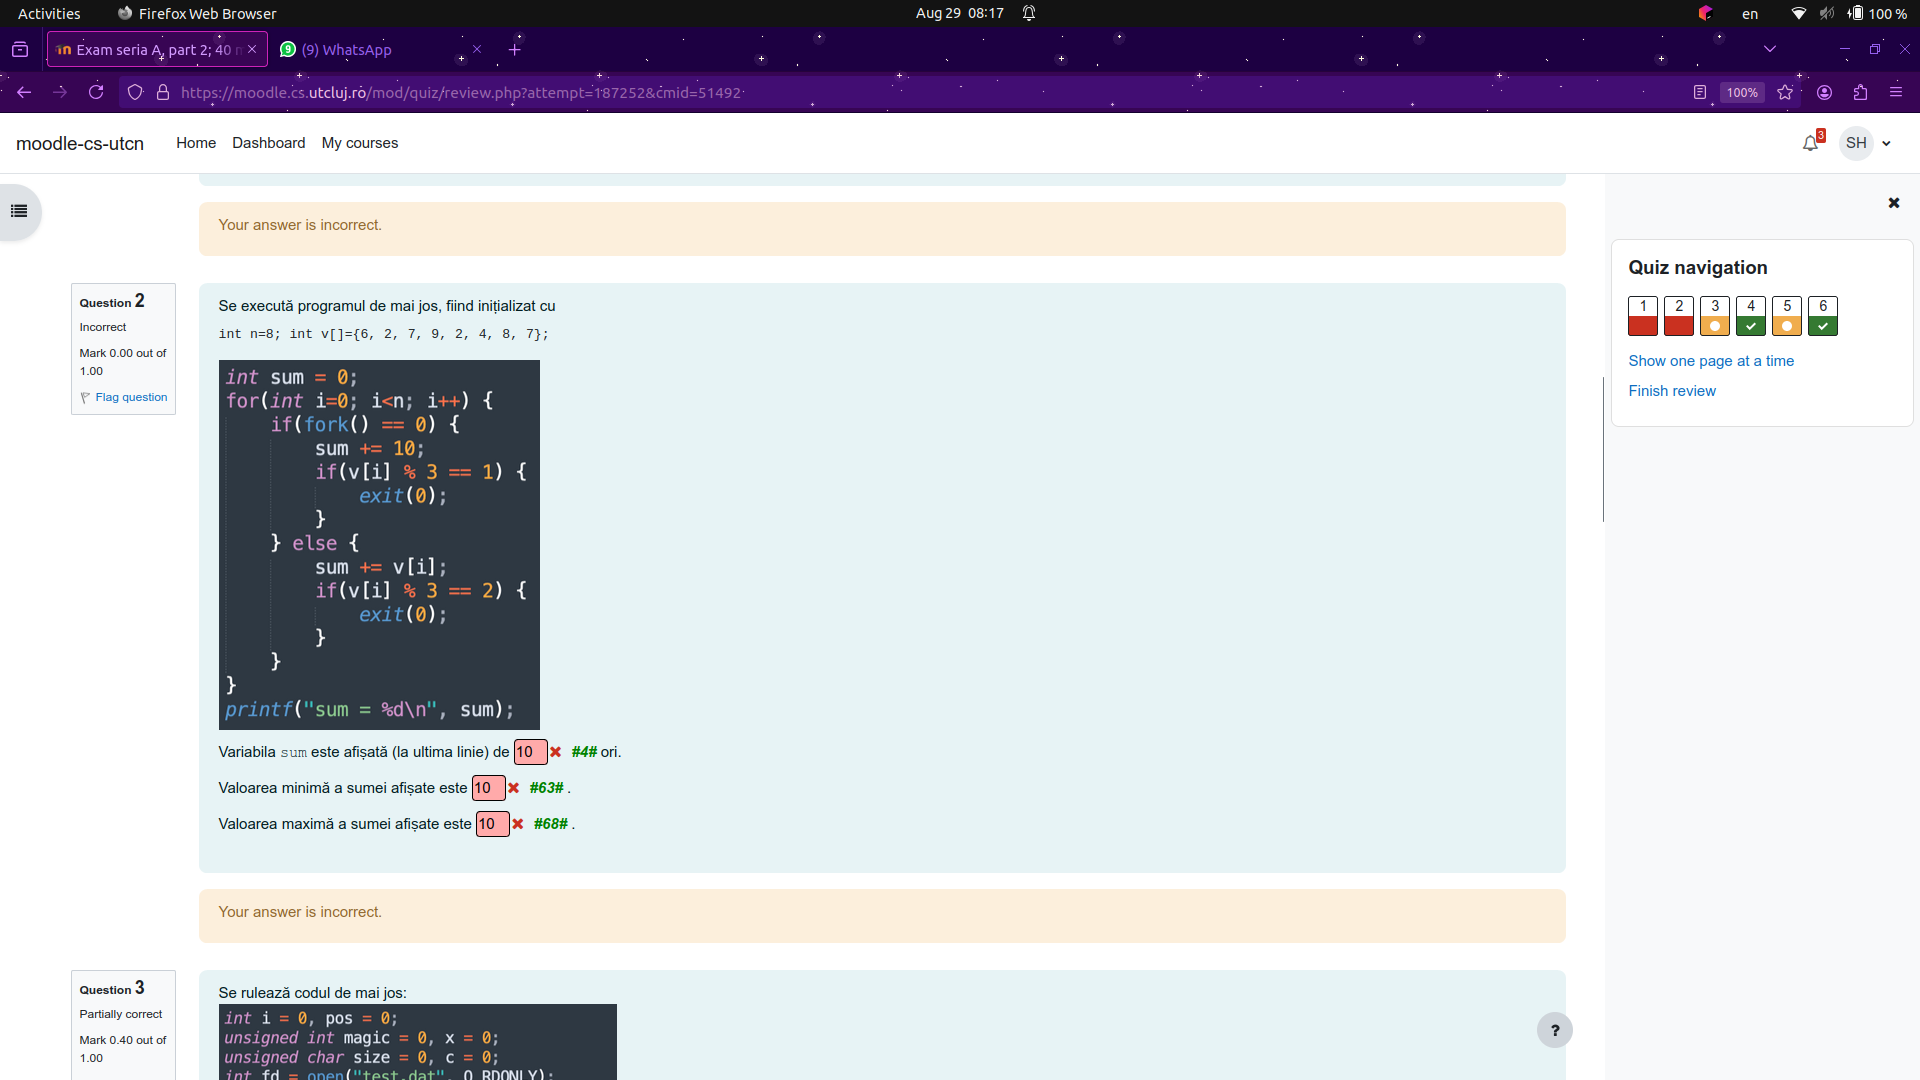 Activities
Firefox Web Browser
Aug 29 08:17
en
100 %
Exam seria A, part 2; 40 m
(9) WhatsApp
https://moodle.cs.utcluj.ro/mod/quiz/review.php?attempt=187252&cmid=51492
100%
moodle-cs-utcn
Home
Dashboard
My courses
3
SH
Your answer is incorrect.
Question 2
Incorrect
Mark 0.00 out of
1.00
Flag question
Se execută programul de mai jos, fiind inițializat cu
int n=8; int v[]={6, 2, 7, 9, 2, 4, 8, 7};
int sum = 0;
for(int i=0; i<n; i++) {
    if(fork() == 0) {
        sum += 10;
        if(v[i] % 3 == 1) {
            exit(0);
        }
    } else {
        sum += v[i];
        if(v[i] % 3 == 2) {
            exit(0);
        }
    }
}
printf("sum = %d\n", sum);
Variabila sum este afișată (la ultima linie) de 10 #4# ori.
Valoarea minimă a sumei afișate este 10 #63# .
Valoarea maximă a sumei afișate este 10 #68# .
Your answer is incorrect.
Question 3
Partially correct
Mark 0.40 out of
1.00
Se rulează codul de mai jos:
int i = 0, pos = 0;
unsigned int magic = 0, x = 0;
unsigned char size = 0, c = 0;
int fd = open("test.dat", O_RDONLY);
Quiz navigation
1 2 3 4 5 6
Show one page at a time
Finish review
?